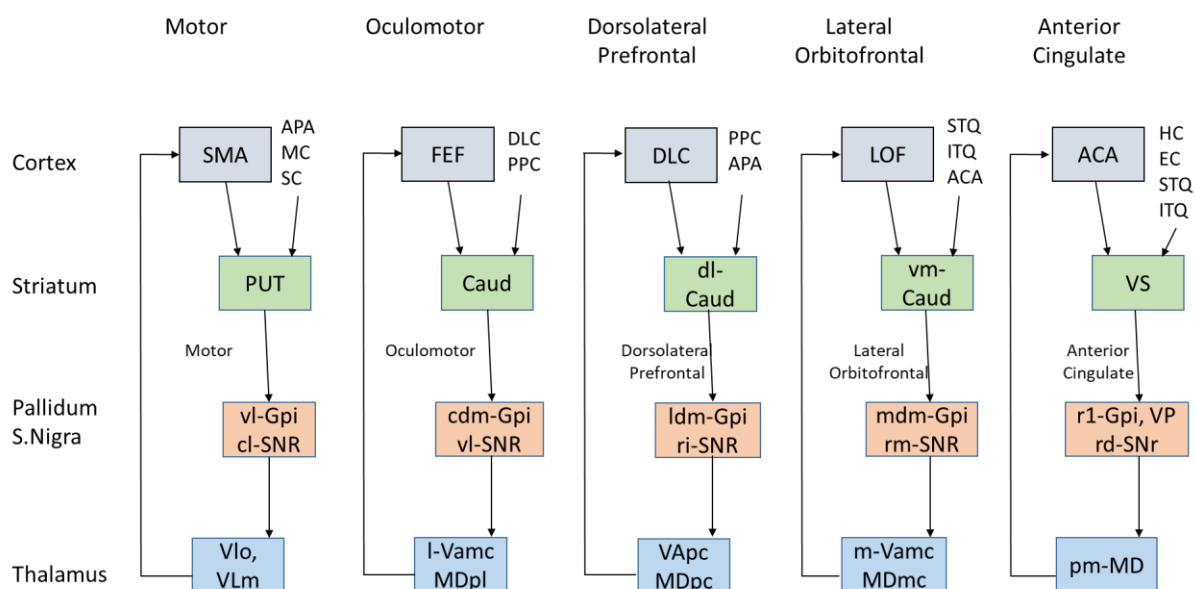 Motor
Oculomotor
Dorsolateral
Prefrontal
Lateral
Orbitofrontal
Anterior
Cingulate
Cortex
SMA
APA
MC
SC
FEF
DLC
PPC
DLC
PPC
APA
LOF
STQ
ITQ
ACA
ACA
HC
EC
STQ
ITQ
Striatum
PUT
Caud
dl-
Caud
vm-
Caud
VS
Motor
Oculomotor
Dorsolateral
Prefrontal
Lateral
Orbitofrontal
Anterior
Cingulate
Pallidum
S.Nigra
vl-Gpi
cl-SNR
cdm-Gpi
vl-SNR
ldm-Gpi
ri-SNR
mdm-Gpi
rm-SNR
r1-Gpi, VP
rd-SNr
Thalamus
Vlo,
VLm
l-Vamc
MDpl
VApc
MDpc
m-Vamc
MDmc
pm-MD